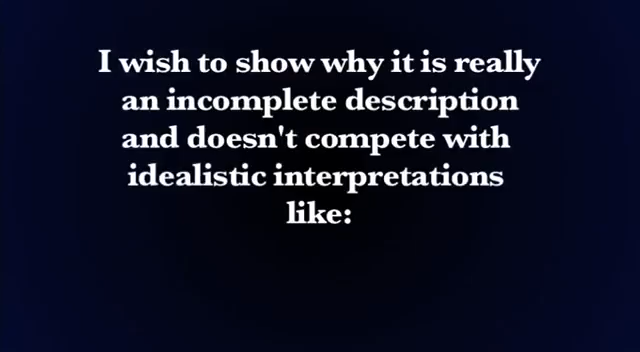 I wish to show why it is really
an incomplete description
and doesn't compete with
idealistic interpretations
like: